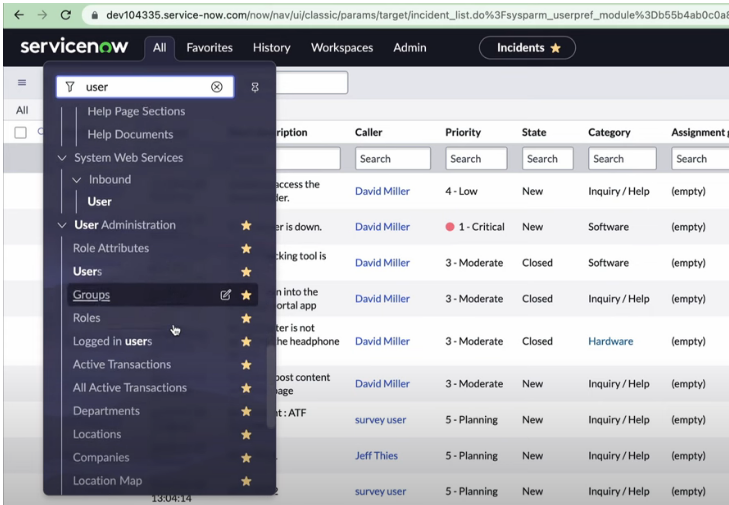 dev104335.service-now.com/now/nav/ui/classic/params/target/incident_list.do%3Fsysparm_userpref_module%3Db55b4ab0c0a8
servicenow All Favorites History Workspaces Admin Incidents
user
All
Help Page Sections
Help Documents
System Web Services
Inbound
User
User Administration
Role Attributes
Users
Groups
Roles
Logged in users
Active Transactions
All Active Transactions
Departments
Locations
Companies
Location Map
13:04:14
Caller Priority State Category Assignment
Search Search Search Search Search
access the
David Miller 4 - Low New Inquiry / Help (empty)
er is down. David Miller 1 - Critical New Software (empty)
cking tool is
David Miller 3 - Moderate Closed Software (empty)
n into the
ortal app
David Miller 3 - Moderate Closed Inquiry / Help (empty)
ter is not
he headphone
David Miller 3 - Moderate Closed Hardware (empty)
post content
age
David Miller 3 - Moderate New Inquiry / Help (empty)
t : ATF
survey user 5 - Planning New Inquiry / Help (empty)
Jeff Thies 5 - Planning New Inquiry / Help (empty)
2 survey user 5 - Planning New Inquiry / Help (empty)